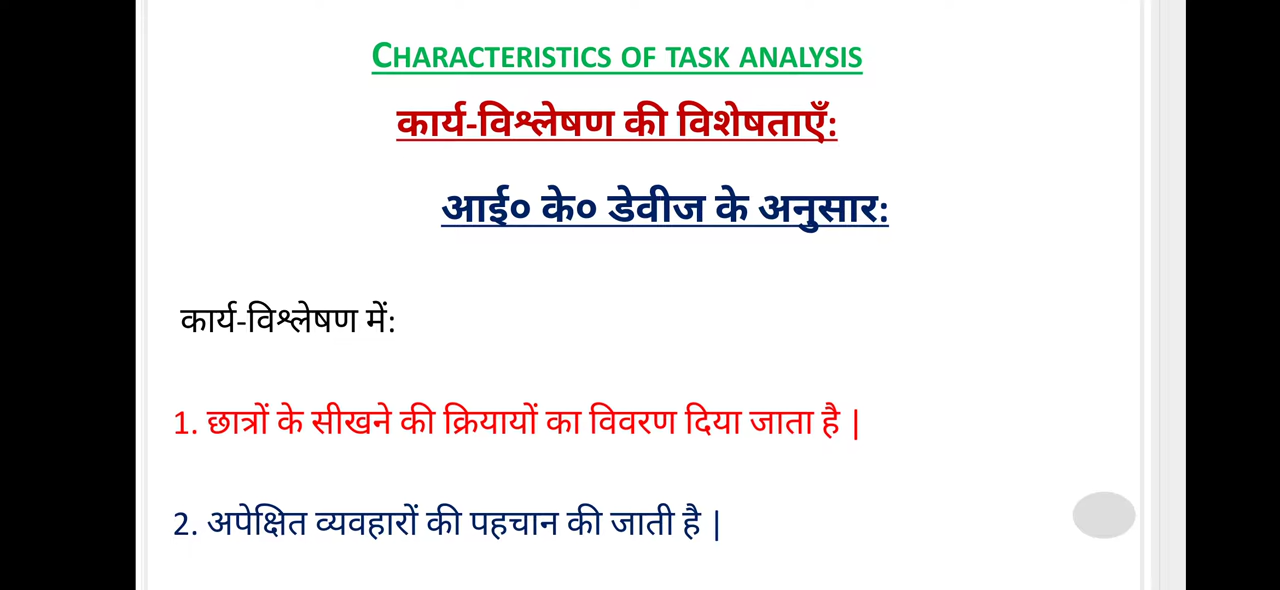 CHARACTERISTICS OF TASK ANALYSIS
कार्य-विश्लेषण की विशेषताएँ:
आई० के० डेवीज के अनुसार:
कार्य-विश्लेषण में:
1. छात्रों के सीखने की क्रियायों का विवरण दिया जाता है |
2. अपेक्षित व्यवहारों की पहचान की जाती है |